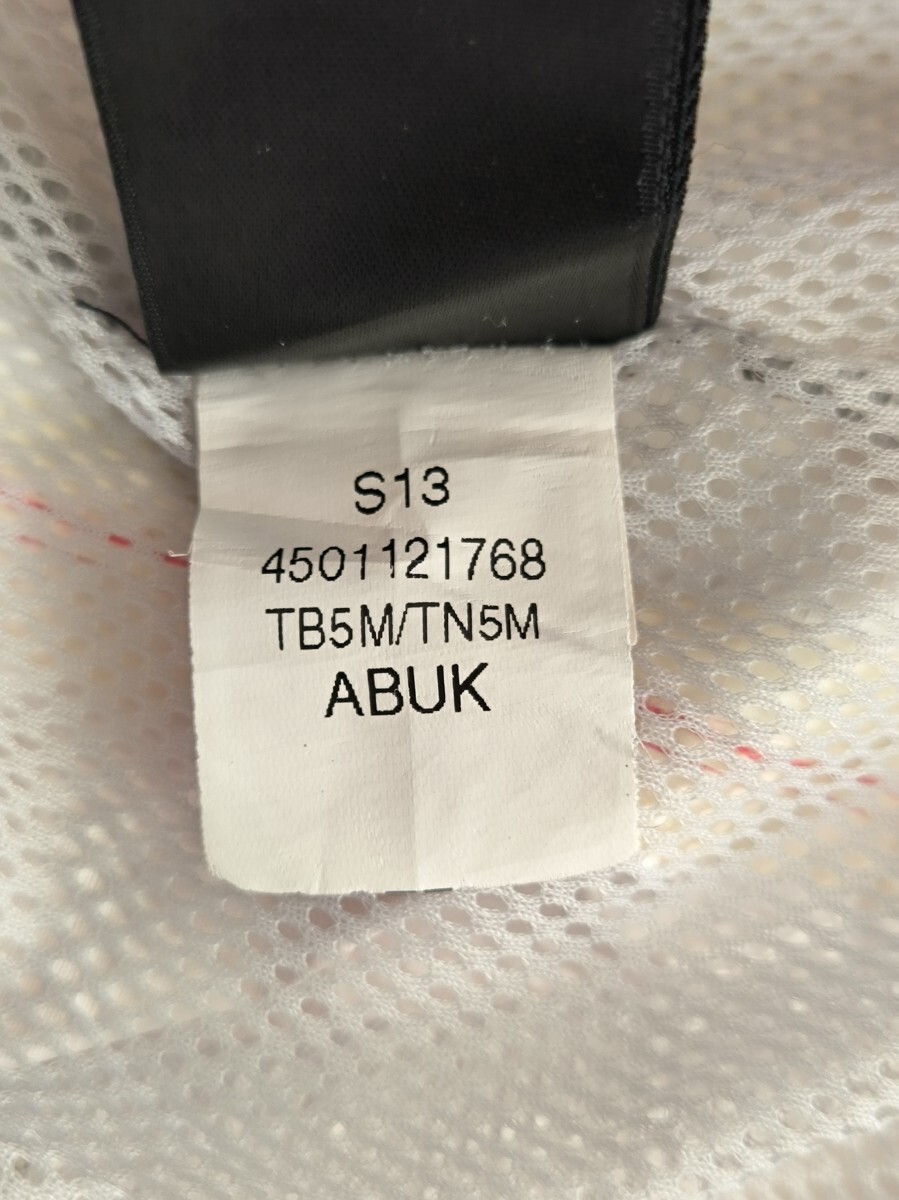 S13
4501121768
TB5M/TN5M
ABUK